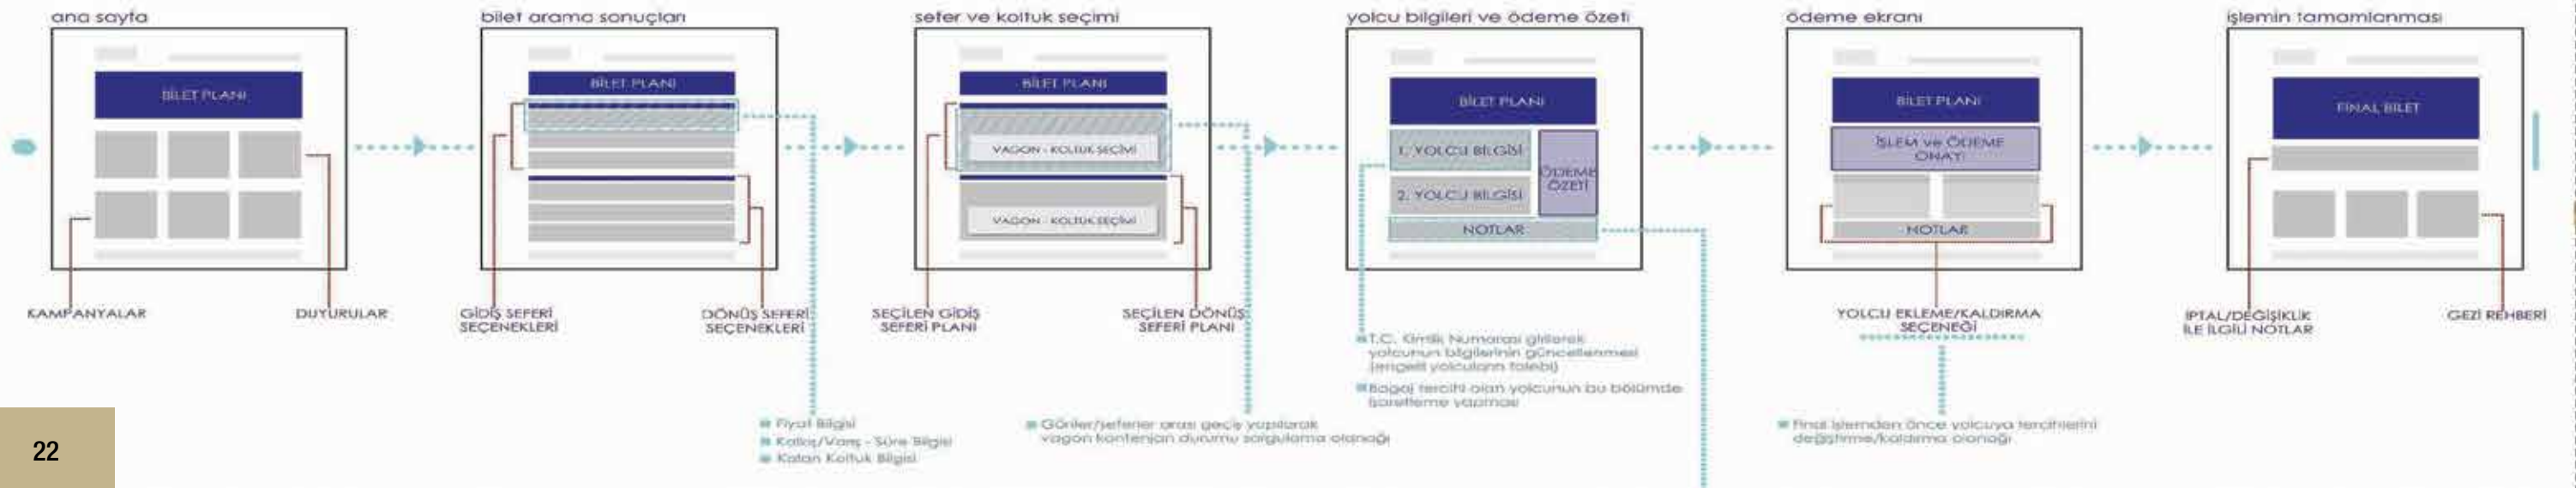 ana sayfa
BİLET PLANI
KAMPANYALAR
DUYURULAR
bilet arama sonuçları
BİLET PLANI
GİDİŞ SEFERİ
SEÇENEKLERİ
DÖNÜŞ SEFERİ
SEÇENEKLERİ
Fiyat Bilgisi
Kalkış/Varış - Süre Bilgisi
Kalan Koltuk Bilgisi
sefer ve koltuk seçimi
BİLET PLANI
VAGON - KOLTUK SEÇİMİ
VAGON - KOLTUK SEÇİMİ
SEÇİLEN GİDİŞ
SEFERİ PLANI
SEÇİLEN DÖNÜŞ
SEFERİ PLANI
Günler/seferler arası geçiş yapılarak
vagon kontenjan durumu sorgulama olanağı
yolcu bilgileri ve ödeme özeti
BİLET PLANI
1. YOLCU BİLGİSİ
2. YOLCU BİLGİSİ
ÖDEME
ÖZETİ
NOTLAR
T.C. Kimlik Numarası girilerek
yolcunun bilgilerinin güncellenmesi
(engelli yolcuların talebi)
Bagaj tercihi olan yolcunun bu bölümde
işaretleme yapması
ödeme ekranı
BİLET PLANI
İŞLEM ve ÖDEME
ONAYI
NOTLAR
YOLCU EKLEME/KALDIRMA
SEÇENEĞİ
Final işlemden önce yolcuya tercihlerini
değiştirme/kaldırma olanağı
işlemin tamamlanması
FİNAL BİLET
İPTAL/DEĞİŞİKLİK
İLE İLGİLİ NOTLAR
GEZİ REHBERİ
22